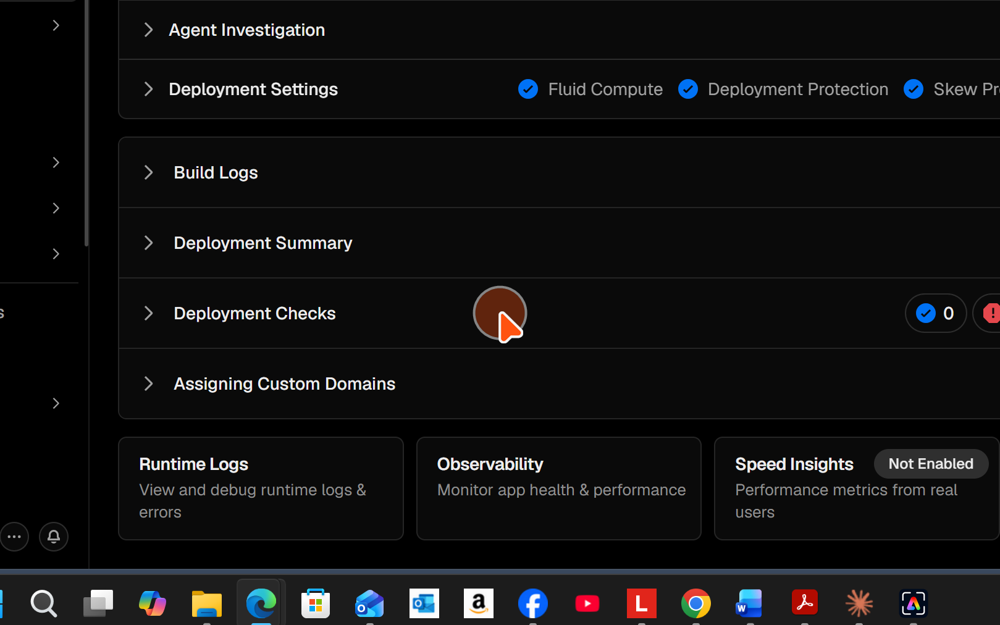 Agent Investigation
Deployment Settings
Fluid Compute
Deployment Protection
Skew Pr
Build Logs
Deployment Summary
Deployment Checks
0
s
Assigning Custom Domains
Runtime Logs
View and debug runtime logs &
errors
Observability
Monitor app health & performance
Speed Insights
Not Enabled
Performance metrics from real
users